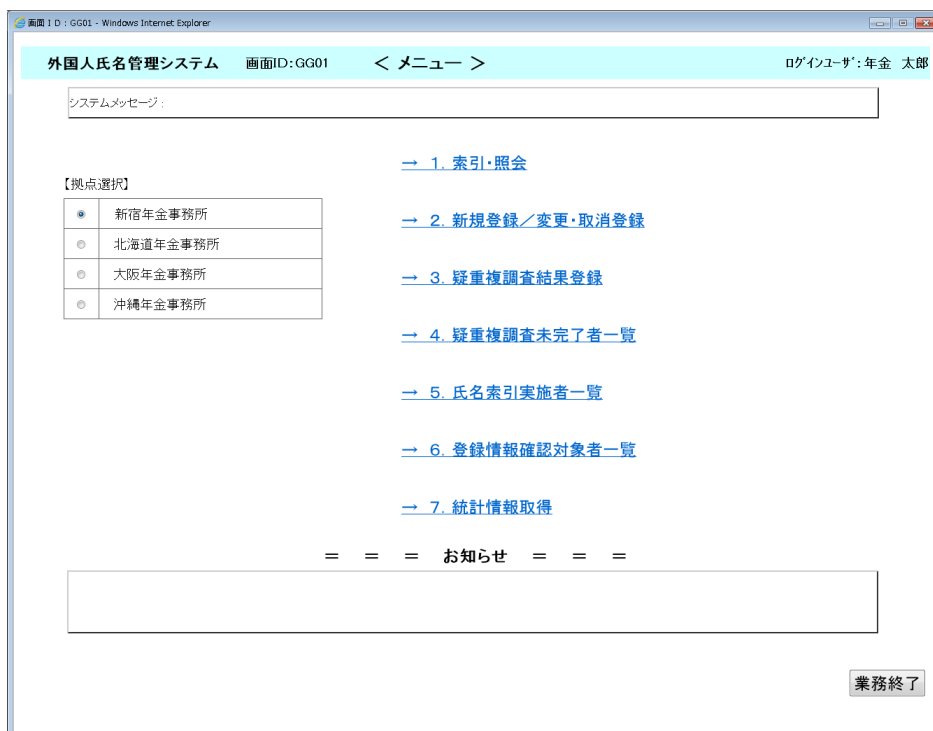 画面ID:GG01 - Windows Internet Explorer
外国人氏名管理システム 画面ID:GG01 <メニュー> ログインユーザ:年金 太郎
システムメッセージ:
→ 1. 索引・照会
【拠点選択】
新宿年金事務所
→ 2. 新規登録/変更・取消登録
北海道年金事務所
大阪年金事務所
→ 3. 疑重複調査結果登録
沖縄年金事務所
→ 4. 疑重複調査未完了者一覧
→ 5. 氏名索引実施者一覧
→ 6. 登録情報確認対象者一覧
→ 7. 統計情報取得
= = = お知らせ = = =
業務終了